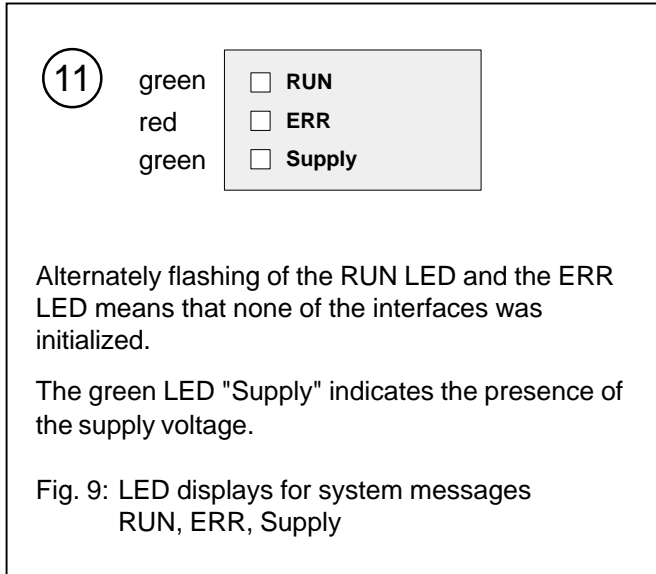 11
green RUN
red ERR
green Supply
Alternately flashing of the RUN LED and the ERR
LED means that none of the interfaces was
initialized.
The green LED "Supply" indicates the presence of
the supply voltage.
Fig. 9: LED displays for system messages
RUN, ERR, Supply